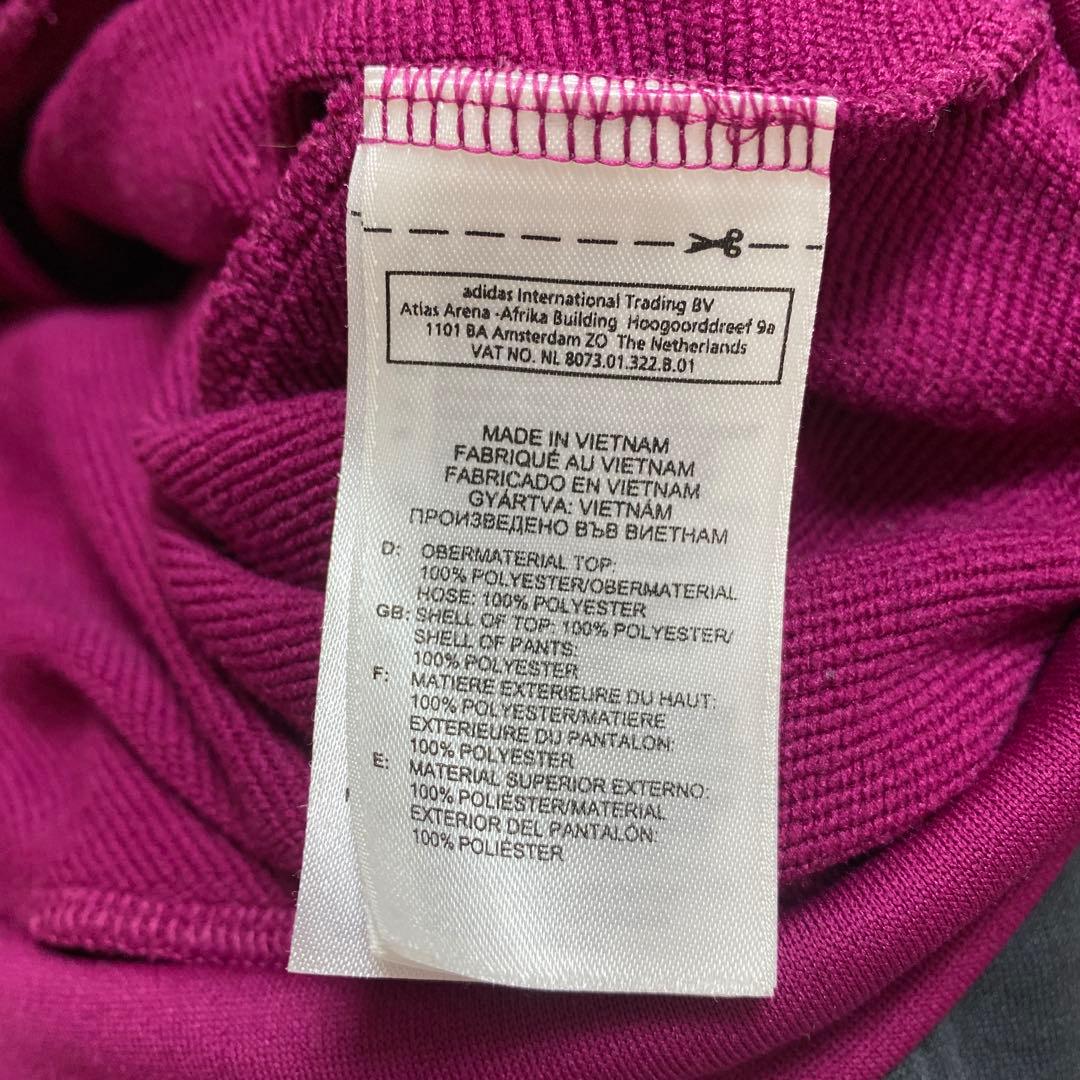 adidas International Trading BV
Atlas Arena -Afrika Building Hoogoorddreef 9a
1101 BA Amsterdam ZO The Netherlands
VAT NO. NL 8073.01.322.B.01
MADE IN VIETNAM
FABRIQUÉ AU VIETNAM
FABRICADO EN VIETNAM
GYÁRTVA: VIETNÁM
ПРОИЗВЕДЕНО ВЪВ ВИЕТНАМ
D: OBERMATERIAL TOP:
100% POLYESTER/OBERMATERIAL
HOSE: 100% POLYESTER
GB: SHELL OF TOP: 100% POLYESTER/
SHELL OF PANTS:
100% POLYESTER
F: MATIERE EXTERIEURE DU HAUT:
100% POLYESTER/MATIERE
EXTERIEURE DU PANTALON:
100% POLYESTER
E: MATERIAL SUPERIOR EXTERNO:
100% POLIÉSTER/MATERIAL
EXTERIOR DEL PANTALÓN:
100% POLIÉSTER